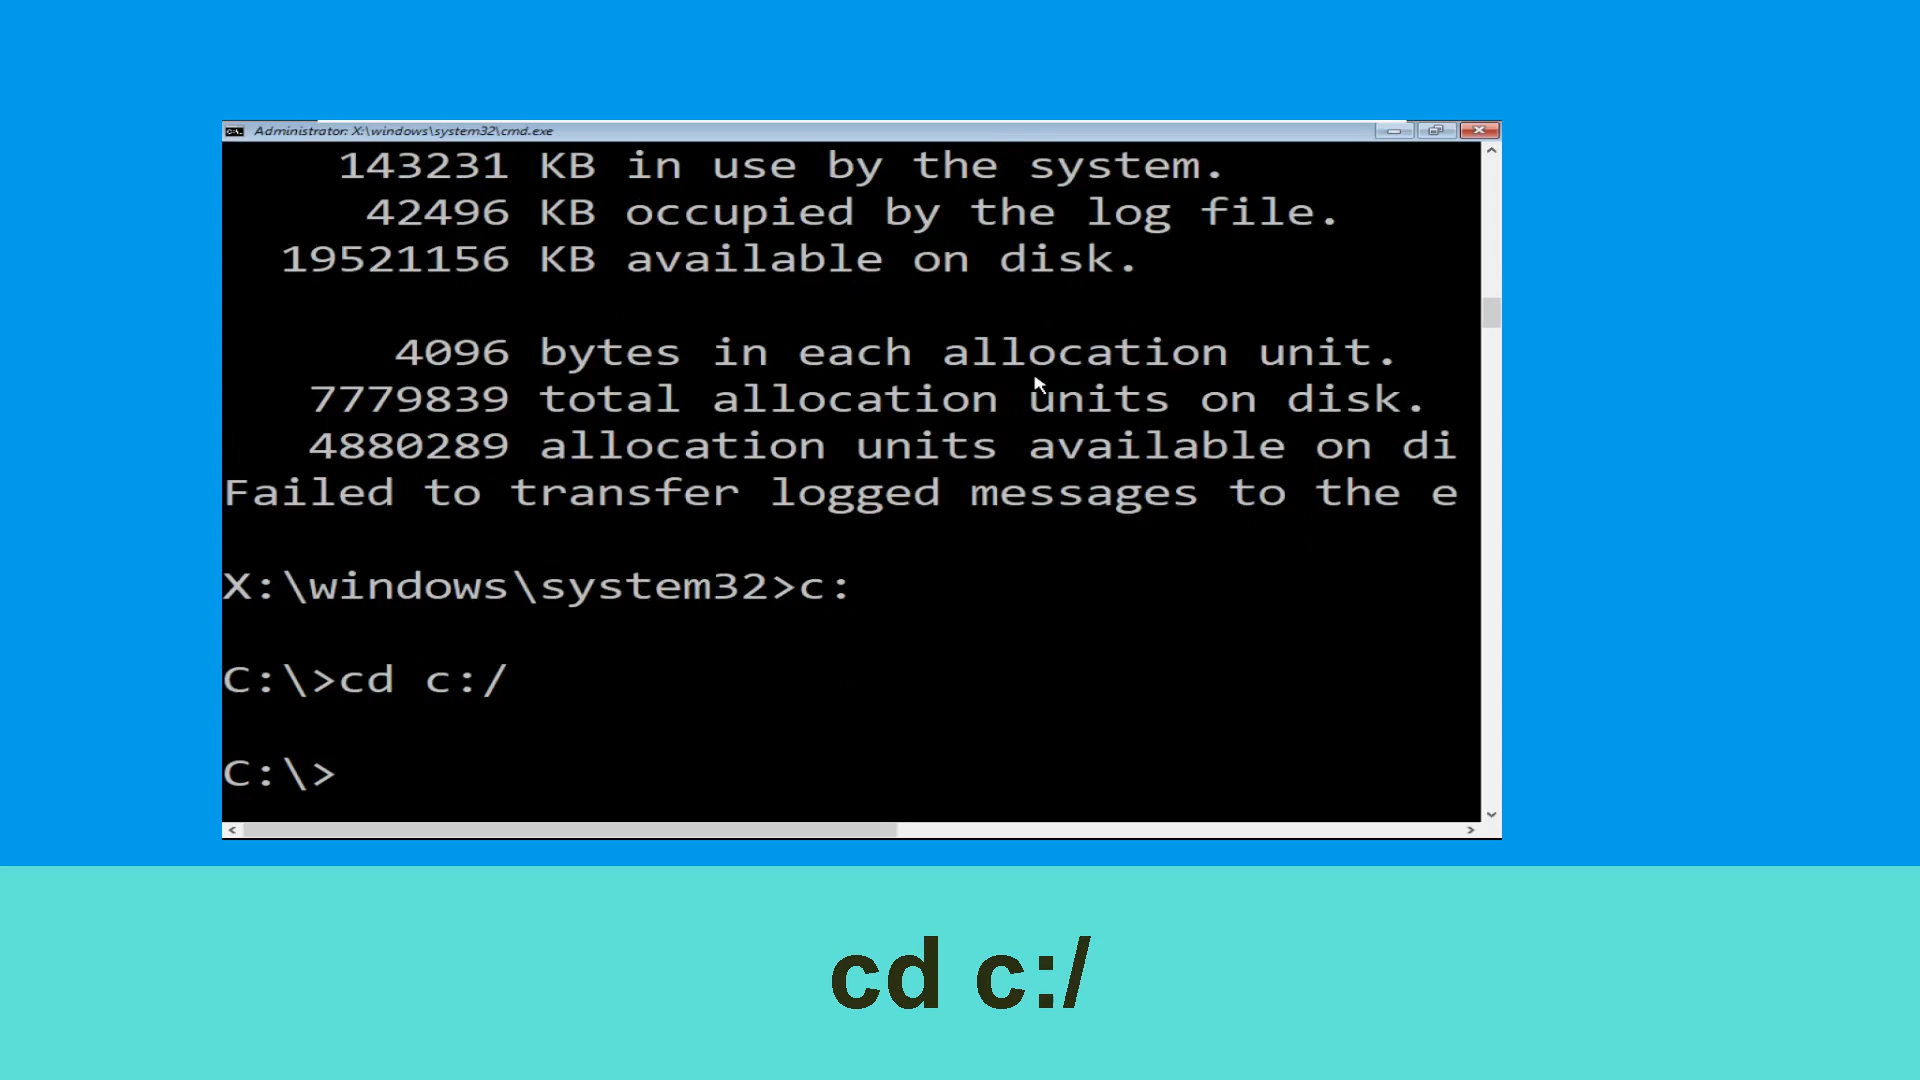 Administrator: X:\windows\system32\cmd.exe
143231 KB in use by the system.
42496 KB occupied by the log file.
19521156 KB available on disk.
4096 bytes in each allocation unit.
7779839 total allocation units on disk.
4880289 allocation units available on di
Failed to transfer logged messages to the e
X:\windows\system32>c:
C:\>cd c:/
C:\>
cd c:/